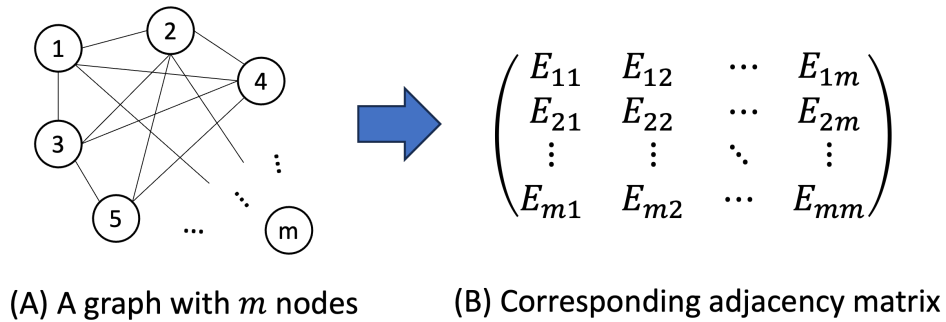 1
2
4
3
5
...
⋮
⋱
m
E₁₁ E₁₂ ⋯ E₁ₘ
E₂₁ E₂₂ ⋯ E₂ₘ
⋮ ⋮ ⋱ ⋮
Eₘ₁ Eₘ₂ ⋯ Eₘₘ
(A) A graph with m nodes
(B) Corresponding adjacency matrix